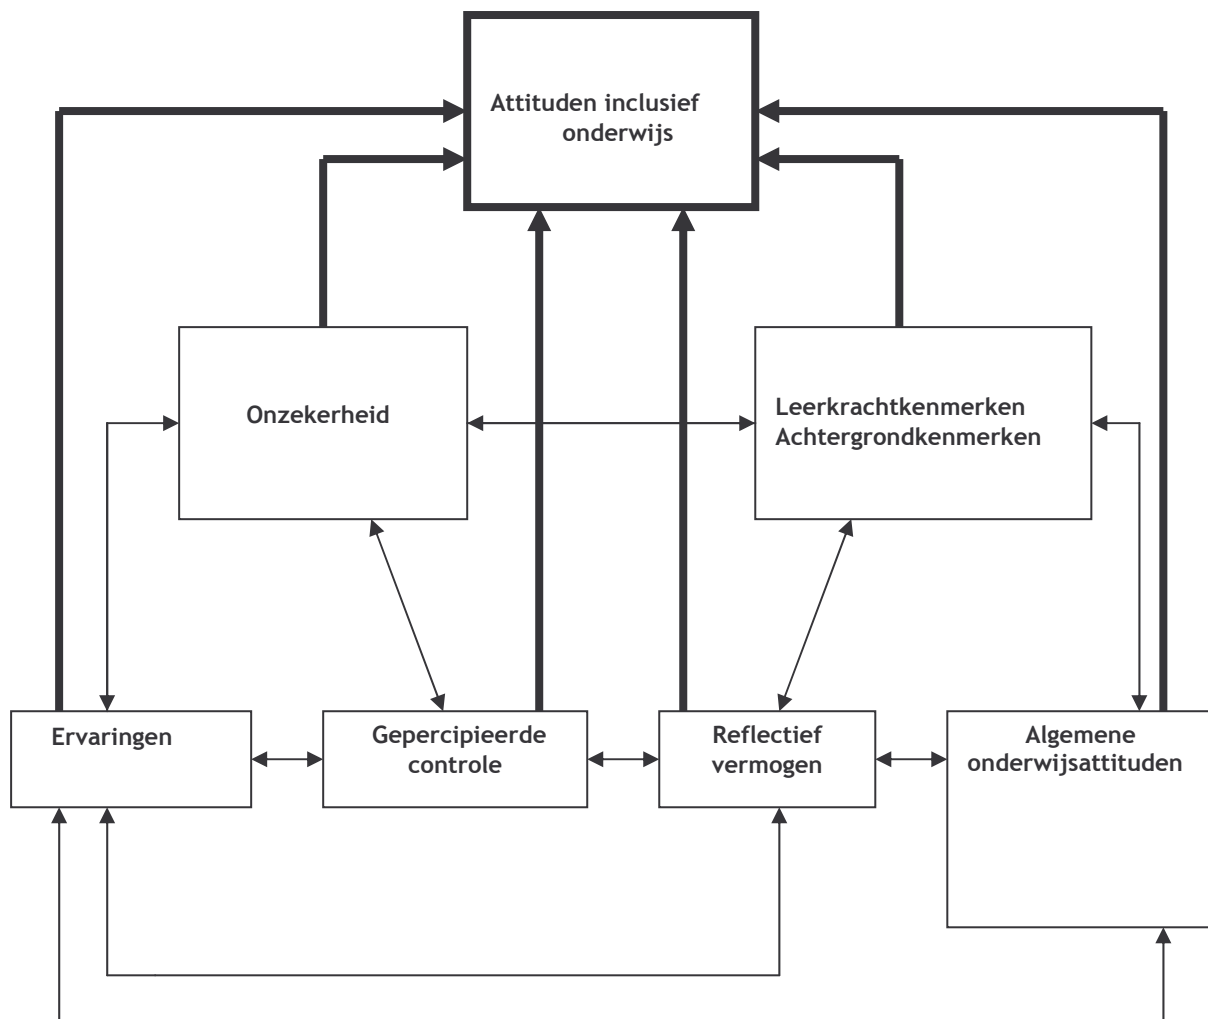 Attituden inclusief
onderwijs
Onzekerheid
Leerkrachtkenmerken
Achtergrondkenmerken
Ervaringen
Gepercipieerde
controle
Reflectief
vermogen
Algemene
onderwijsattituden